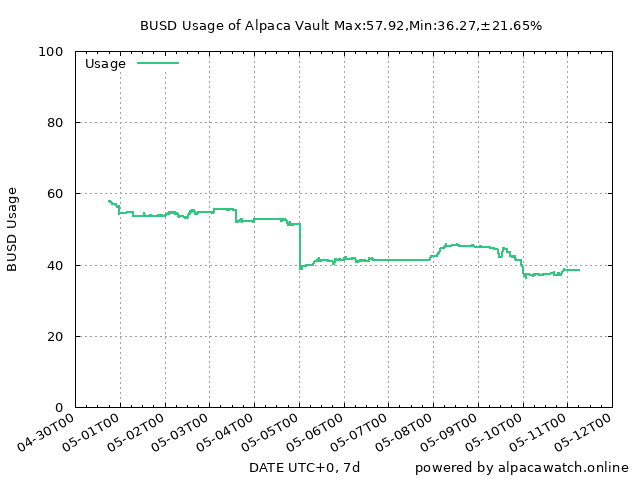 BUSD Usage of Alpaca Vault Max:57.92,Min:36.27,±21.65%
Usage
100
80
60
40
20
0
BUSD Usage
04-30T00
05-01T00
05-02T00
05-03T00
05-04T00
05-05T00
05-06T00
05-07T00
05-08T00
05-09T00
05-10T00
05-11T00
05-12T00
DATE UTC+0, 7d
powered by alpacawatch.online